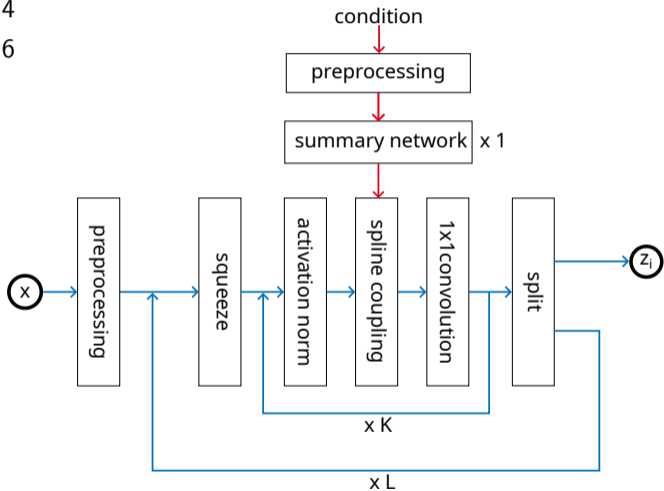 4
6
condition
preprocessing
summary network x 1
preprocessing
squeeze
activation norm
spline coupling
1x1convolution
split
x
zi
x K
x L